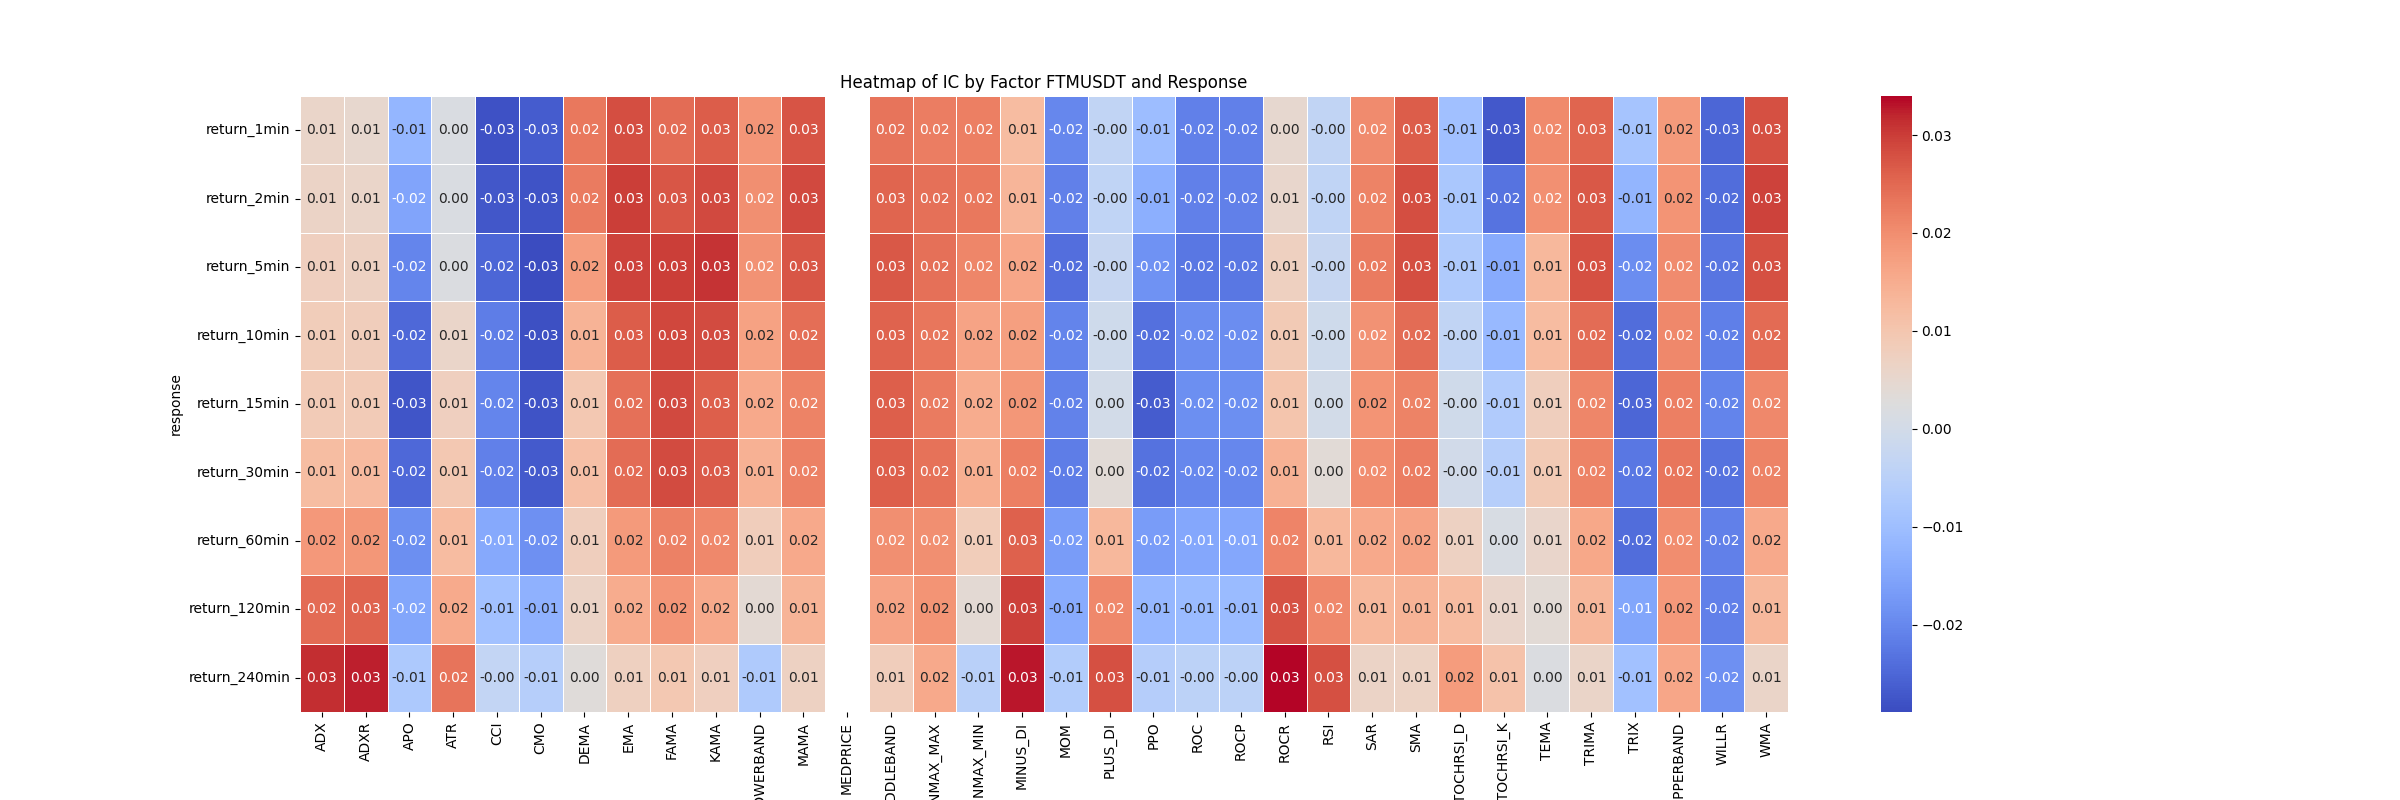 Heatmap of IC by Factor FTMUSDT and Response
response
return_1min 0.01 0.01 -0.01 0.00 -0.03 -0.03 0.02 0.03 0.02 0.03 0.02 0.03 0.02 0.02 0.02 0.01 -0.02 -0.00 -0.01 -0.02 -0.02 0.00 -0.00 0.02 0.03 -0.01 -0.03 0.02 0.03 -0.01 0.02 -0.03 0.03
return_2min 0.01 0.01 -0.02 0.00 -0.03 -0.03 0.02 0.03 0.03 0.03 0.02 0.03 0.03 0.02 0.02 0.01 -0.02 -0.00 -0.01 -0.02 -0.02 0.01 -0.00 0.02 0.03 -0.01 -0.02 0.02 0.03 -0.01 0.02 -0.02 0.03
return_5min 0.01 0.01 -0.02 0.00 -0.02 -0.03 0.02 0.03 0.03 0.03 0.02 0.03 0.03 0.02 0.02 0.02 -0.02 -0.00 -0.02 -0.02 -0.02 0.01 -0.00 0.02 0.03 -0.01 -0.01 0.01 0.03 -0.02 0.02 -0.02 0.03
return_10min 0.01 0.01 -0.02 0.01 -0.02 -0.03 0.01 0.03 0.03 0.03 0.02 0.02 0.03 0.02 0.02 0.02 -0.02 -0.00 -0.02 -0.02 -0.02 0.01 -0.00 0.02 0.02 -0.00 -0.01 0.01 0.02 -0.02 0.02 -0.02 0.02
return_15min 0.01 0.01 -0.03 0.01 -0.02 -0.03 0.01 0.02 0.03 0.03 0.02 0.02 0.03 0.02 0.02 0.02 -0.02 0.00 -0.03 -0.02 -0.02 0.01 0.00 0.02 0.02 -0.00 -0.01 0.01 0.02 -0.03 0.02 -0.02 0.02
return_30min 0.01 0.01 -0.02 0.01 -0.02 -0.03 0.01 0.02 0.03 0.03 0.01 0.02 0.03 0.02 0.01 0.02 -0.02 0.00 -0.02 -0.02 -0.02 0.01 0.00 0.02 0.02 -0.00 -0.01 0.01 0.02 -0.02 0.02 -0.02 0.02
return_60min 0.02 0.02 -0.02 0.01 -0.01 -0.02 0.01 0.02 0.02 0.02 0.01 0.02 0.02 0.02 0.01 0.03 -0.02 0.01 -0.02 -0.01 -0.01 0.02 0.01 0.02 0.02 0.01 0.00 0.01 0.02 -0.02 0.02 -0.02 0.02
return_120min 0.02 0.03 -0.02 0.02 -0.01 -0.01 0.01 0.02 0.02 0.02 0.00 0.01 0.02 0.02 0.00 0.03 -0.01 0.02 -0.01 -0.01 -0.01 0.03 0.02 0.01 0.01 0.01 0.01 0.00 0.01 -0.01 0.02 -0.02 0.01
return_240min 0.03 0.03 -0.01 0.02 -0.00 -0.01 0.00 0.01 0.01 0.01 -0.01 0.01 0.01 0.02 -0.01 0.03 -0.01 0.03 -0.01 -0.00 -0.00 0.03 0.03 0.01 0.01 0.02 0.01 0.00 0.01 -0.01 0.02 -0.02 0.01
ADX ADXR APO ATR CCI CMO DEMA EMA FAMA KAMA OWERBAND MAMA MEDPRICE DDLEBAND NMAX_MAX NMAX_MIN MINUS_DI MOM PLUS_DI PPO ROC ROCP ROCR RSI SAR SMA TOCHRSI_D TOCHRSI_K TEMA TRIMA TRIX PPERBAND WILLR WMA
0.03
0.02
0.01
0.00
−0.01
−0.02